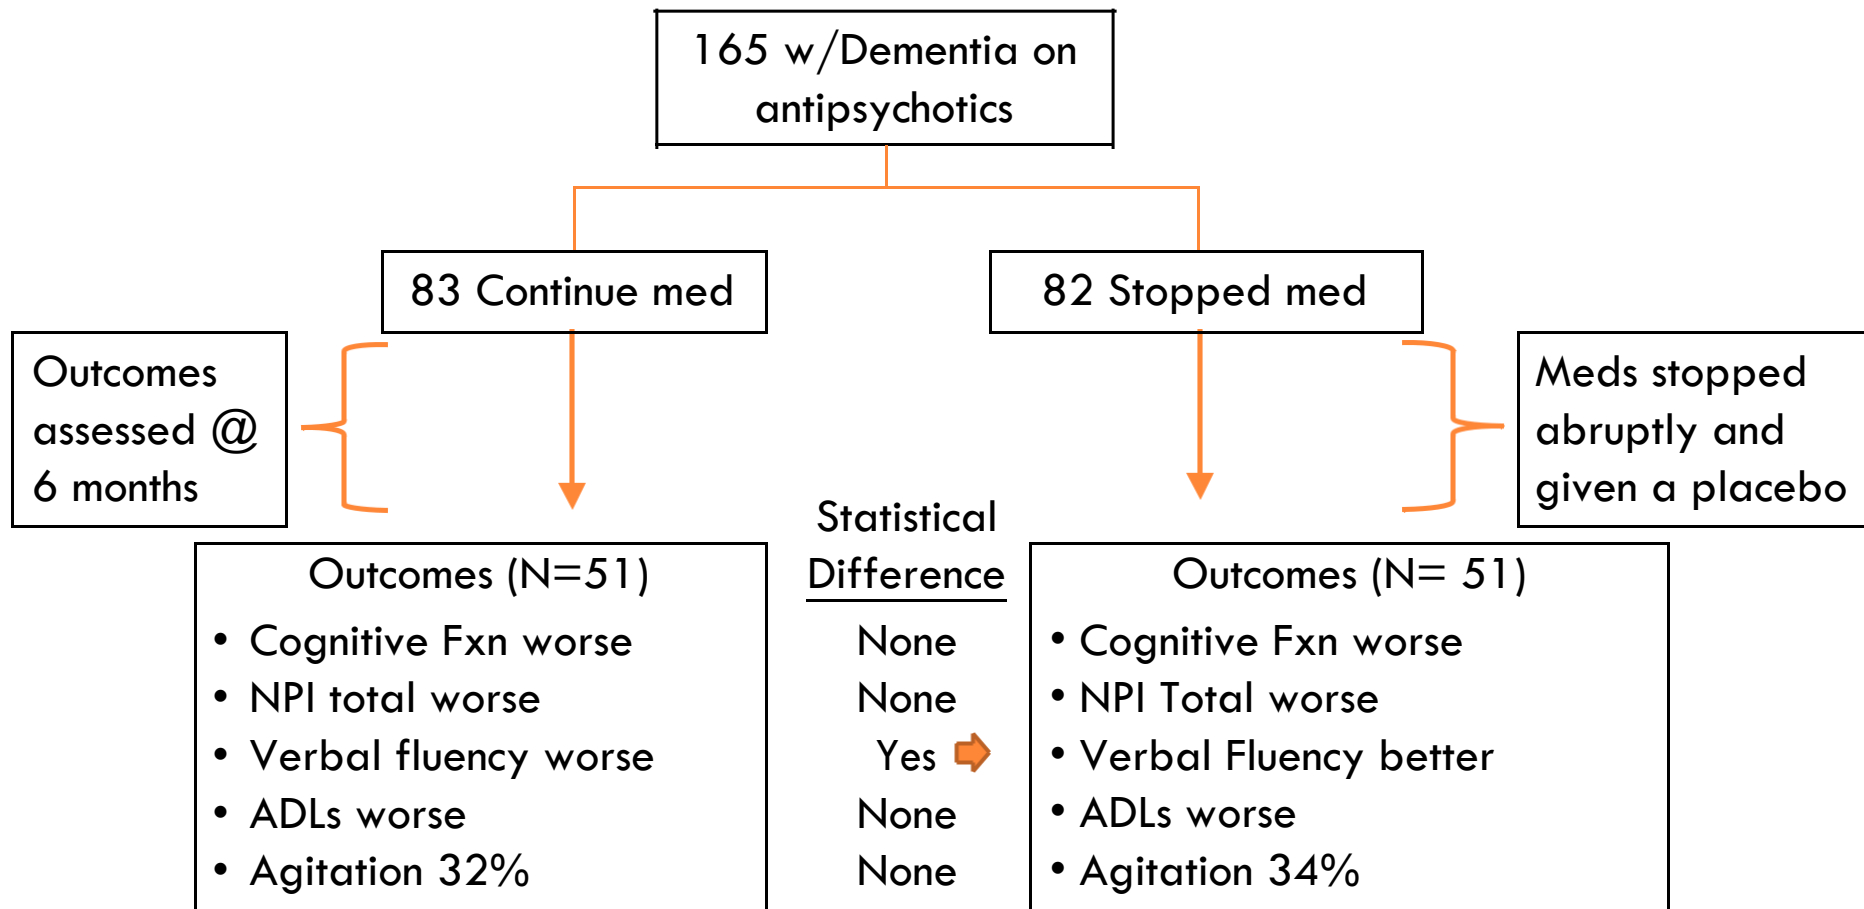 165 w/Dementia on
antipsychotics
83 Continue med
82 Stopped med
Outcomes
assessed @
6 months
Meds stopped
abruptly and
given a placebo
Outcomes (N=51)
• Cognitive Fxn worse
• NPI total worse
• Verbal fluency worse
• ADLs worse
• Agitation 32%
Statistical
Difference
None
None
Yes
None
None
Outcomes (N= 51)
• Cognitive Fxn worse
• NPI Total worse
• Verbal Fluency better
• ADLs worse
• Agitation 34%